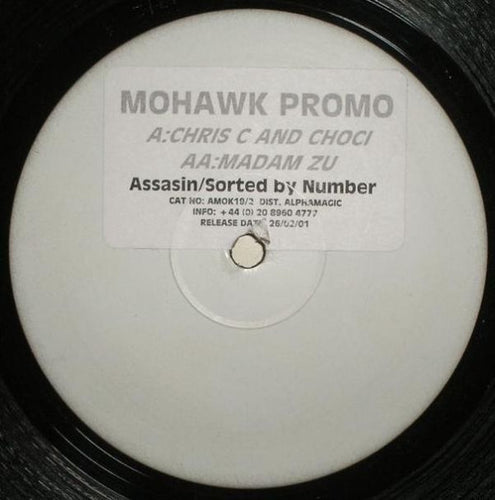 MOHAWK PROMO
A:CHRIS C AND CHOCI
AA:MADAM ZU
Assasin/Sorted by Number
CAT NO: AMOK19/2 DIST. ALPHAMAGIC
INFO: +44 (0) 20 8960 4777
RELEASE DATE 26/02/01